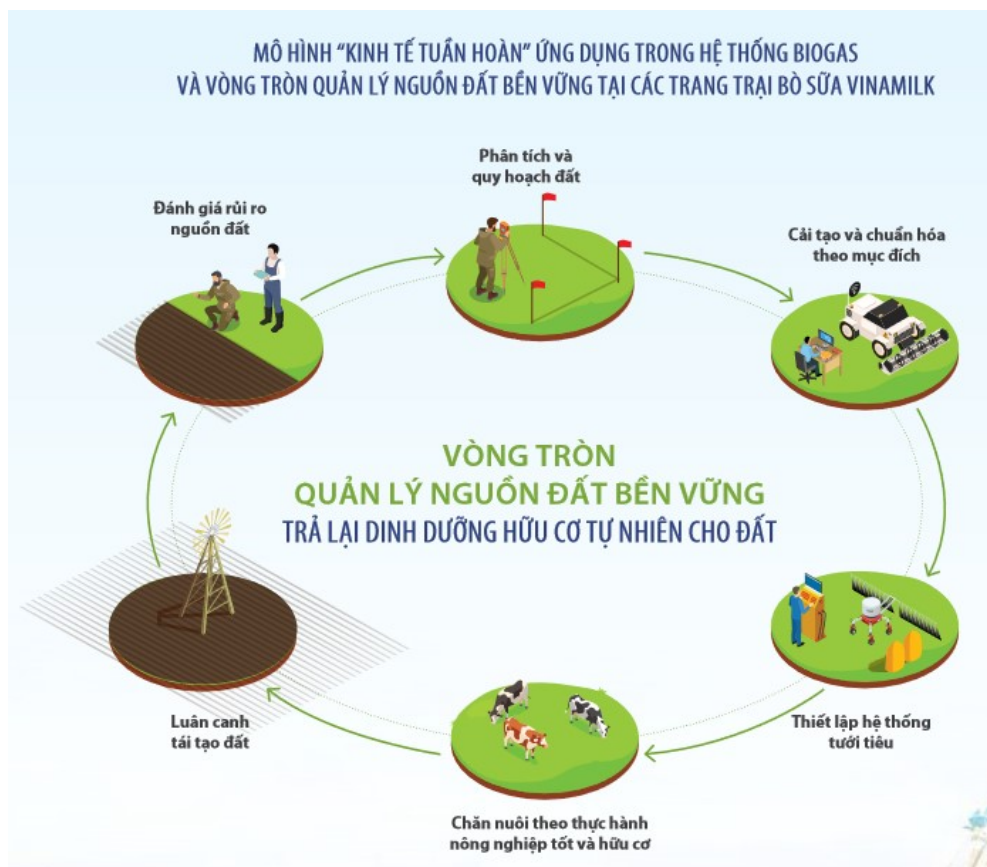 MÔ HÌNH “KINH TẾ TUẦN HOÀN” ỨNG DỤNG TRONG HỆ THỐNG BIOGAS
VÀ VÒNG TRÒN QUẢN LÝ NGUỒN ĐẤT BỀN VỮNG TẠI CÁC TRANG TRẠI BÒ SỮA VINAMILK
Phân tích và
quy hoạch đất
Đánh giá rủi ro
nguồn đất
Cải tạo và chuẩn hóa
theo mục đích
VÒNG TRÒN
QUẢN LÝ NGUỒN ĐẤT BỀN VỮNG
TRẢ LẠI DINH DƯỠNG HỮU CƠ TỰ NHIÊN CHO ĐẤT
Luân canh
tái tạo đất
Thiết lập hệ thống
tưới tiêu
Chăn nuôi theo thực hành
nông nghiệp tốt và hữu cơ